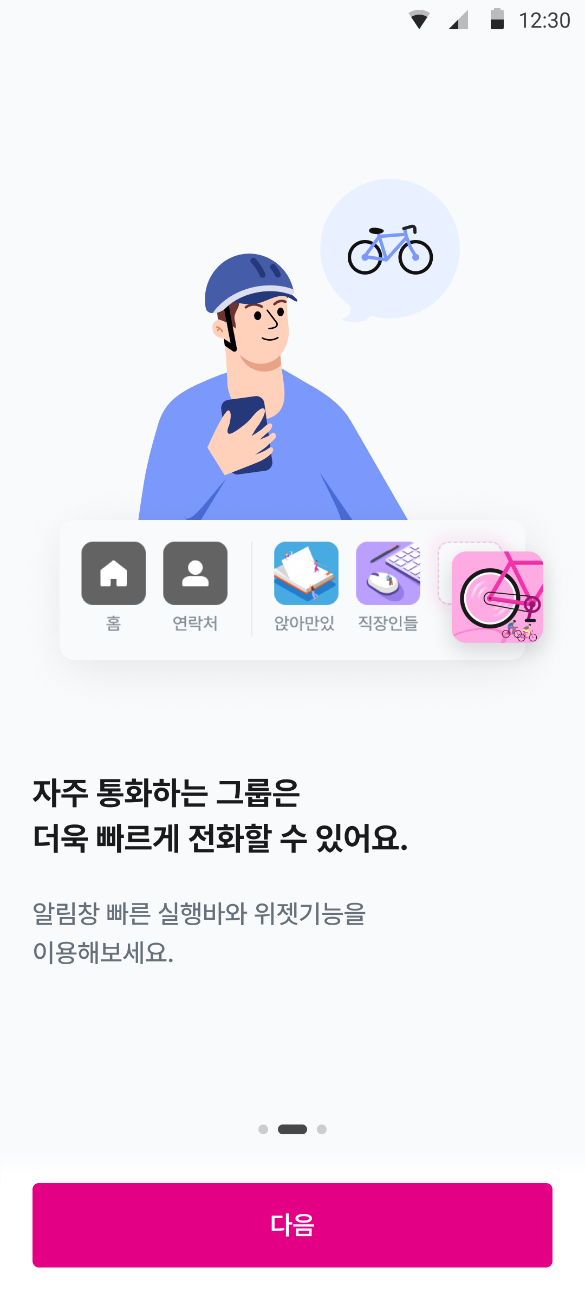 12:30
홈
연락처
앉아만있
직장인들
자주 통화하는 그룹은
더욱 빠르게 전화할 수 있어요.
알림창 빠른 실행바와 위젯기능을
이용해보세요.
다음